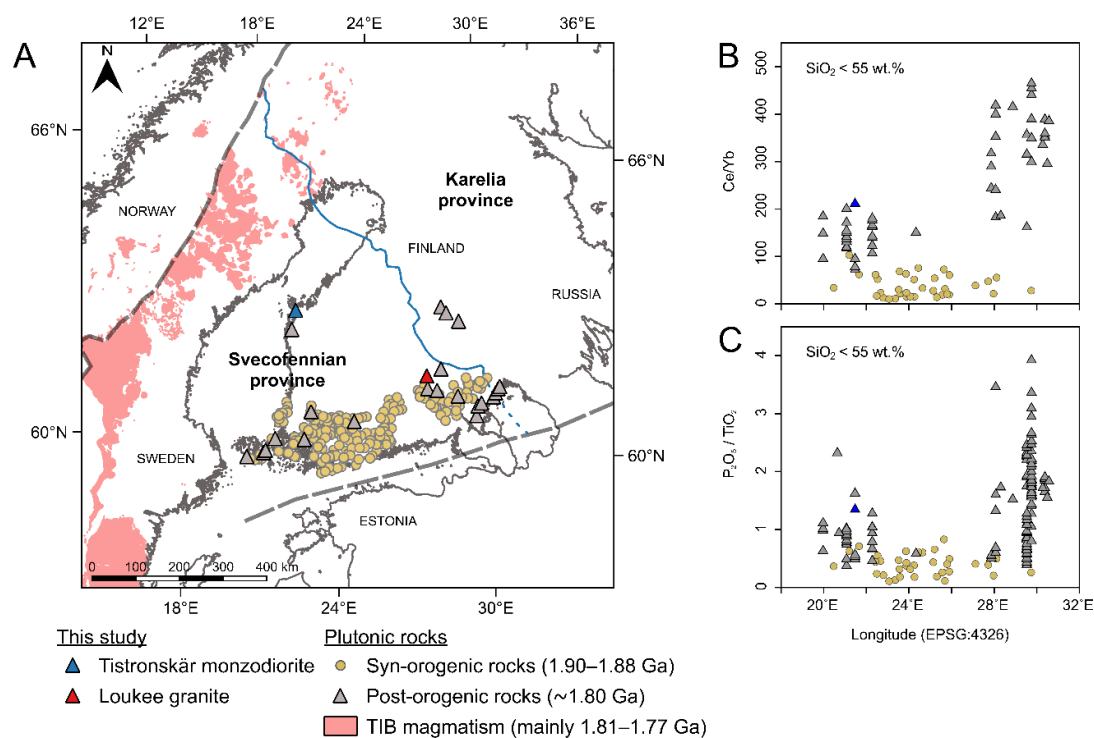 A
12°E 18°E 24°E 30°E 36°E
N
66°N
66°N
NORWAY
Karelia
province
FINLAND
RUSSIA
Svecofennian
province
60°N
60°N
SWEDEN
ESTONIA
0 100 200 300 400 km
18°E 24°E 30°E
This study
Tistronskär monzodiorite
Loukee granite
Plutonic rocks
Syn-orogenic rocks (1.90–1.88 Ga)
Post-orogenic rocks (~1.80 Ga)
TIB magmatism (mainly 1.81–1.77 Ga)
B
SiO₂ < 55 wt.%
Ce/Yb
500
400
300
200
100
0
C
SiO₂ < 55 wt.%
P₂O₅ / TiO₂
4
3
2
1
0
20°E 24°E 28°E 32°E
Longitude (EPSG:4326)